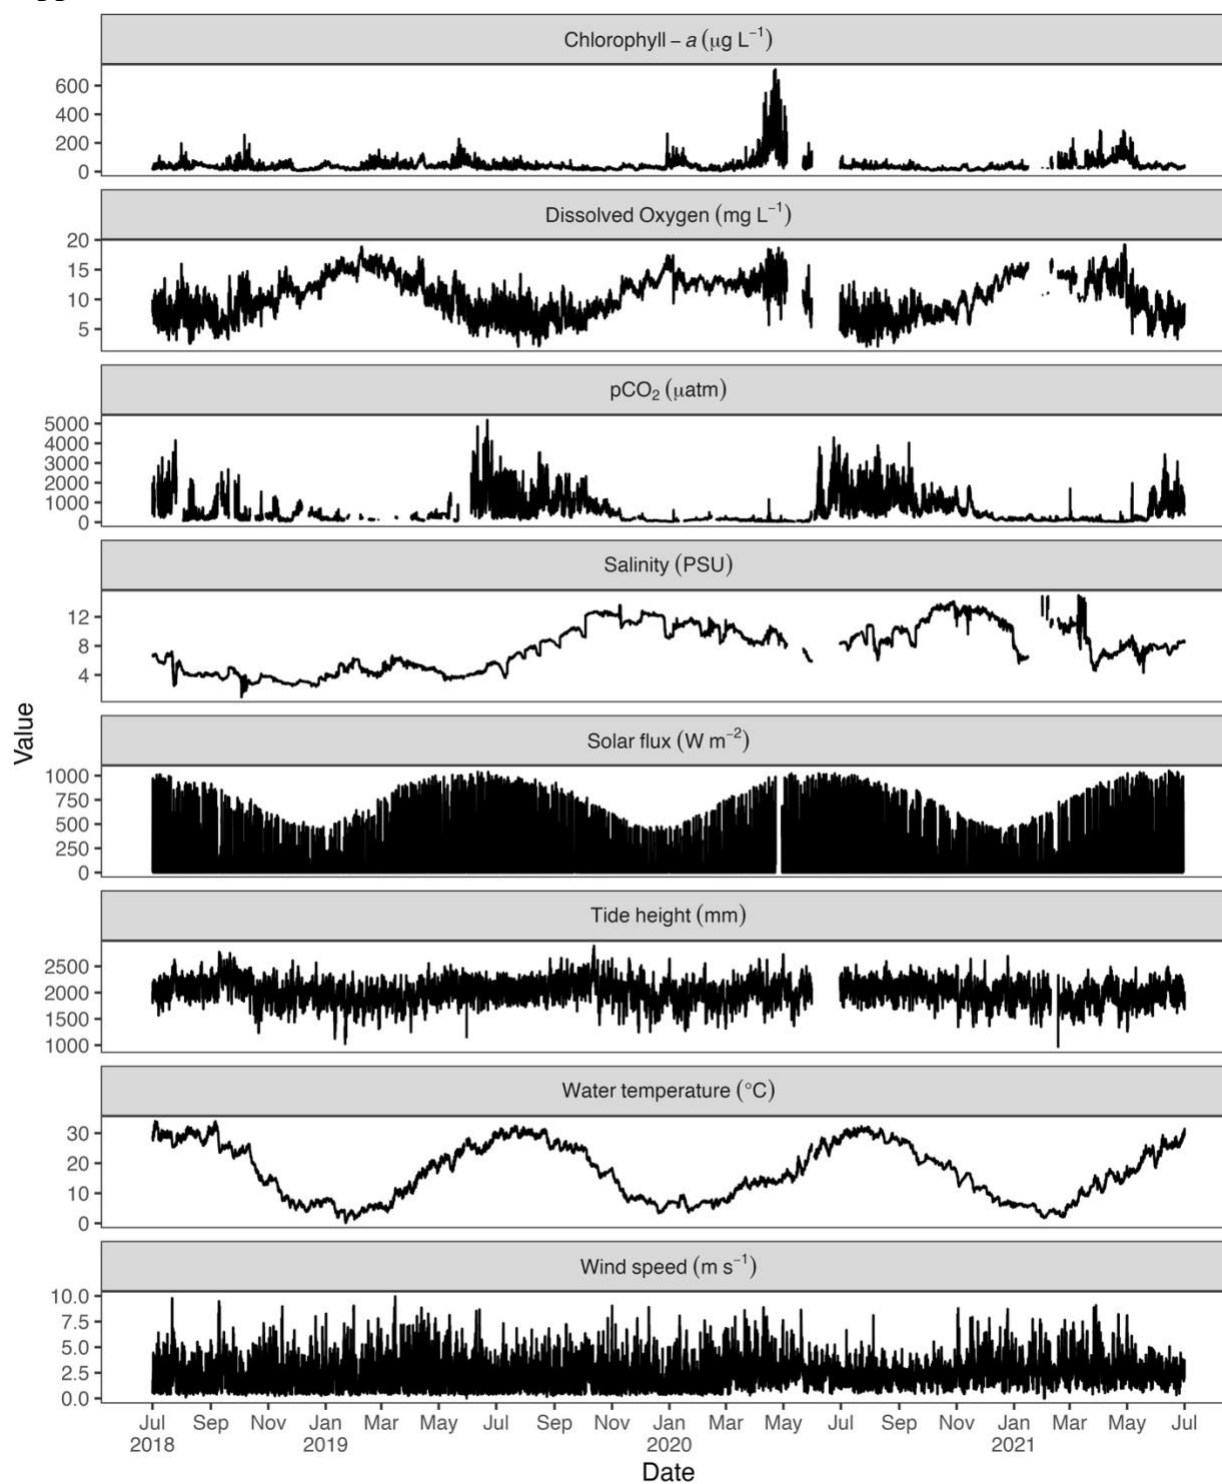 Chlorophyll – a (μg L⁻¹)
600
400
200
0
Dissolved Oxygen (mg L⁻¹)
20
15
10
5
pCO₂ (μatm)
5000
4000
3000
2000
1000
0
Salinity (PSU)
12
8
4
Value
Solar flux (W m⁻²)
1000
750
500
250
0
Tide height (mm)
2500
2000
1500
1000
Water temperature (°C)
30
20
10
0
Wind speed (m s⁻¹)
10.0
7.5
5.0
2.5
0.0
Jul Sep Nov Jan Mar May Jul Sep Nov Jan Mar May Jul Sep Nov Jan Mar May Jul
2018 2019 2020 2021
Date